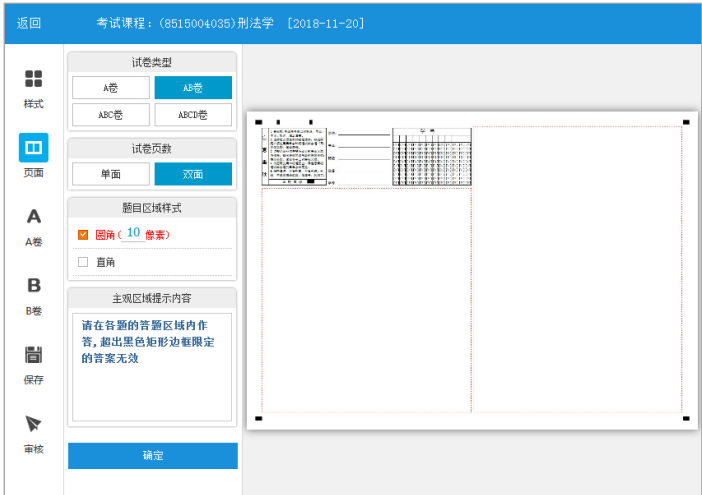 返回
考试课程：(8515004035)刑法学 [2018-11-20]
样式
页面
A
A卷
B
B卷
保存
审核
试卷类型
A卷
AB卷
ABC卷
ABCD卷
试卷页数
单面
双面
题目区域样式
圆角( 10 像素)
直角
主观区域提示内容
请在各题的答题区域内作
答,超出黑色矩形边框限定
的答案无效
确定
学 号